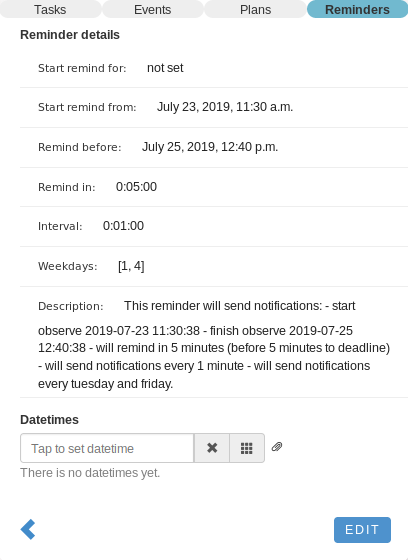 Tasks Events Plans Reminders
Reminder details
Start remind for: not set
Start remind from: July 23, 2019, 11:30 a.m.
Remind before: July 25, 2019, 12:40 p.m.
Remind in: 0:05:00
Interval: 0:01:00
Weekdays: [1, 4]
Description: This reminder will send notifications: - start
observe 2019-07-23 11:30:38 - finish observe 2019-07-25
12:40:38 - will remind in 5 minutes (before 5 minutes to deadline)
- will send notifications every 1 minute - will send notifications
every tuesday and friday.
Datetimes
Tap to set datetime
There is no datetimes yet.
EDIT